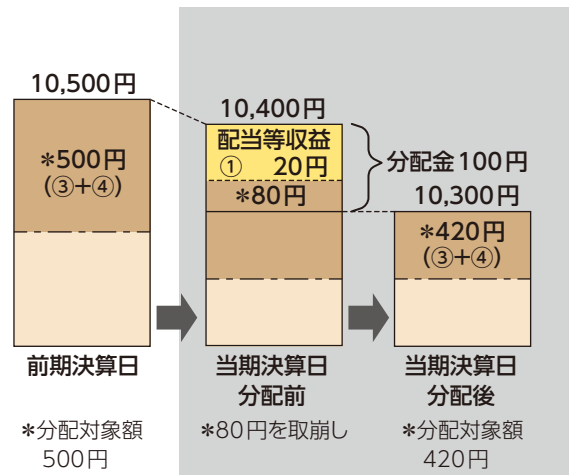 10,500円
*500円
(③+④)
前期決算日
*分配対象額
500円
10,400円
配当等収益
① 20円
*80円
分配金100円
当期決算日
分配前
*80円を取崩し
10,300円
*420円
(③+④)
当期決算日
分配後
*分配対象額
420円